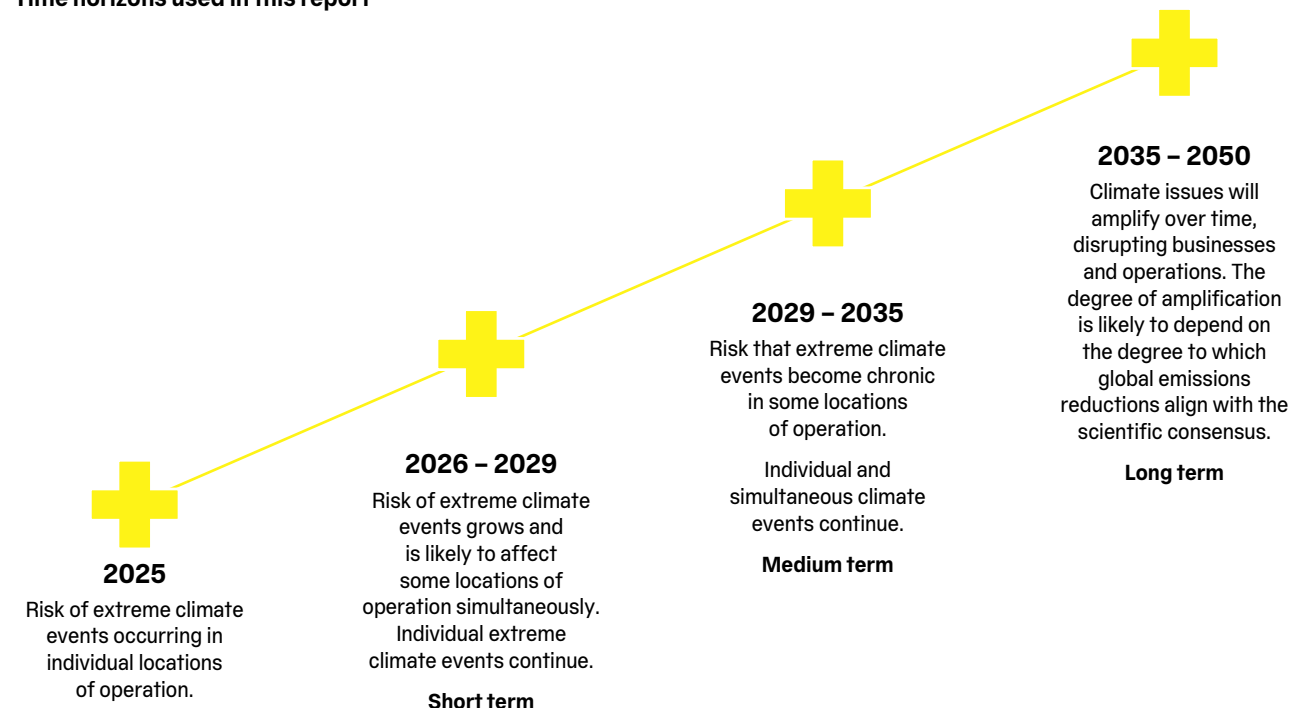 Time horizons used in this report
2025
Risk of extreme climate
events occurring in
individual locations
of operation.
2026 – 2029
Risk of extreme climate
events grows and
is likely to affect
some locations of
operation simultaneously.
Individual extreme
climate events continue.
Short term
2029 – 2035
Risk that extreme climate
events become chronic
in some locations
of operation.
Individual and
simultaneous climate
events continue.
Medium term
2035 – 2050
Climate issues will
amplify over time,
disrupting businesses
and operations. The
degree of amplification
is likely to depend on
the degree to which
global emissions
reductions align with the
scientific consensus.
Long term